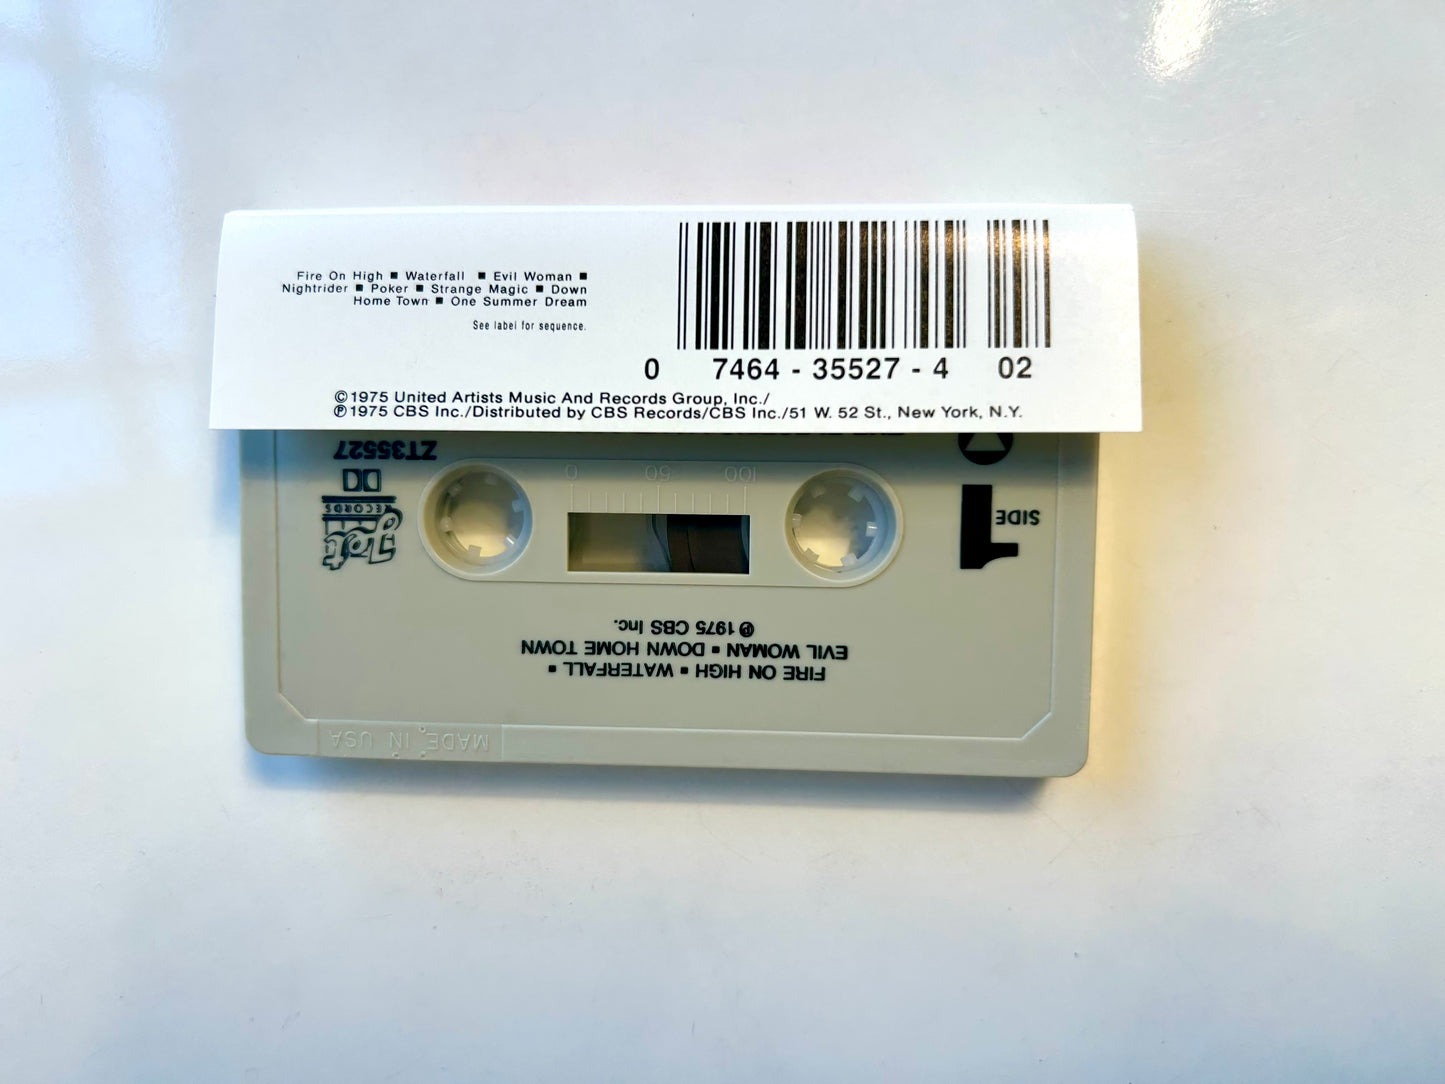 Fire On High ■ Waterfall ■ Evil Woman ■
Nightrider ■ Poker ■ Strange Magic ■ Down
Home Town ■ One Summer Dream
See label for sequence.
0 7464 - 35527 - 4 02
©1975 United Artists Music And Records Group, Inc./
℗1975 CBS Inc./Distributed by CBS Records/CBS Inc./51 W. 52 St., New York, N.Y.
ZT35527
Jet
RECORDS
0 50 100
SIDE
1
FIRE ON HIGH ▪ WATERFALL ▪
EVIL WOMAN ▪ DOWN HOME TOWN
℗ 1975 CBS Inc.
MADE IN USA